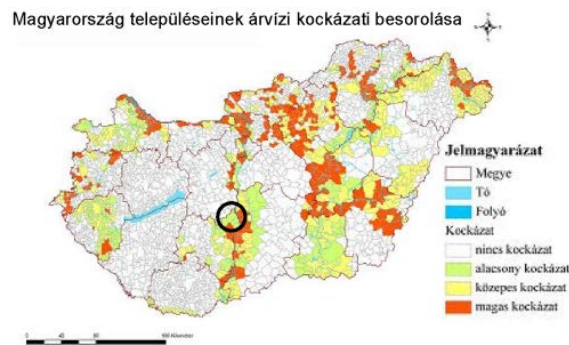 Magyarország településeinek árvízi kockázati besorolása
Jelmagyarázat
Megye
Tó
Folyó
Kockázat
nincs kockázat
alacsony kockázat
közepes kockázat
magas kockázat